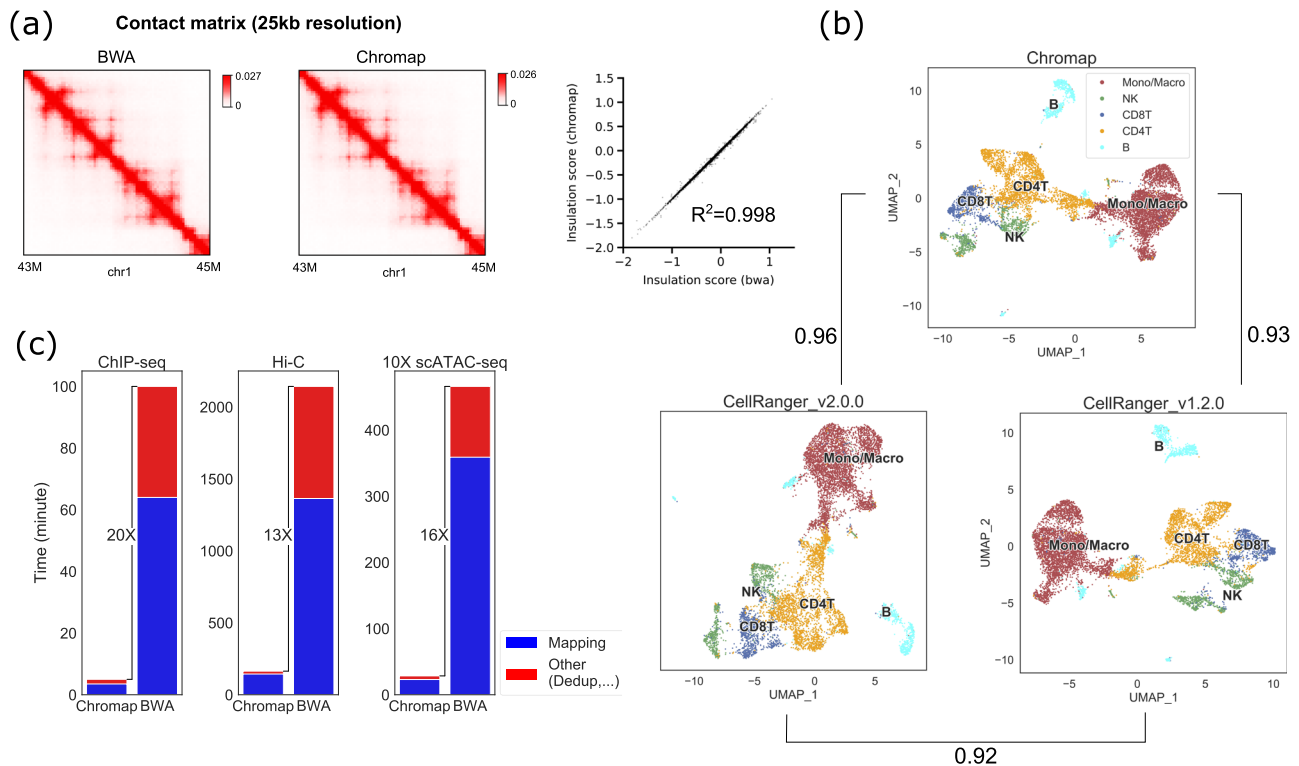 (a)
Contact matrix (25kb resolution)
BWA
0.027
0
43M
chr1
45M
Chromap
0.026
0
43M
chr1
45M
Insulation score (chromap)
1.5
1.0
0.5
0.0
−0.5
−1.0
−1.5
−2.0
R²=0.998
−2 −1 0 1
Insulation score (bwa)
(b)
Chromap
Mono/Macro
NK
CD8T
CD4T
B
UMAP_2
10
5
0
−5
−10
B
CD4T
CD8T
Mono/Macro
NK
−10 −5 0 5
UMAP_1
0.96
0.93
CellRanger_v2.0.0
Mono/Macro
NK
CD4T
CD8T
B
−10 −5 0 5
UMAP_1
CellRanger_v1.2.0
UMAP_2
10
5
0
−5
−10
B
Mono/Macro
CD4T
CD8T
NK
−5 0 5 10
UMAP_1
0.92
(c)
ChIP-seq
Time (minute)
100
80
60
40
20
0
20X
Chromap BWA
Hi-C
2000
1500
1000
500
0
13X
Chromap BWA
10X scATAC-seq
400
300
200
100
0
16X
Chromap BWA
Mapping
Other
(Dedup,...)